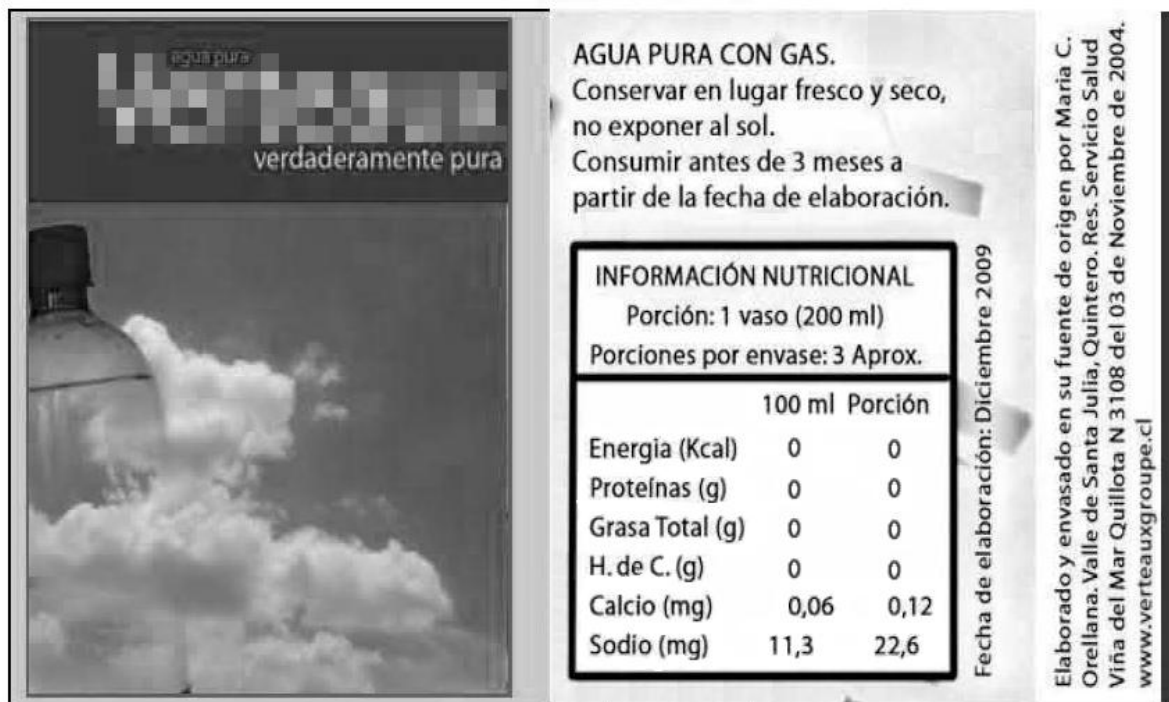 agua pura
verdaderamente pura
AGUA PURA CON GAS.
Conservar en lugar fresco y seco,
no exponer al sol.
Consumir antes de 3 meses a
partir de la fecha de elaboración.
INFORMACIÓN NUTRICIONAL
Porción: 1 vaso (200 ml)
Porciones por envase: 3 Aprox.
100 ml Porción
Energia (Kcal) 0 0
Proteínas (g) 0 0
Grasa Total (g) 0 0
H. de C. (g) 0 0
Calcio (mg) 0,06 0,12
Sodio (mg) 11,3 22,6
Fecha de elaboración: Diciembre 2009
Elaborado y envasado en su fuente de origen por Maria C.
Orellana. Valle de Santa Julia, Quintero. Res. Servicio Salud
Viña del Mar Quillota N 3108 del 03 de Noviembre de 2004.
www.verteauxgroupe.cl